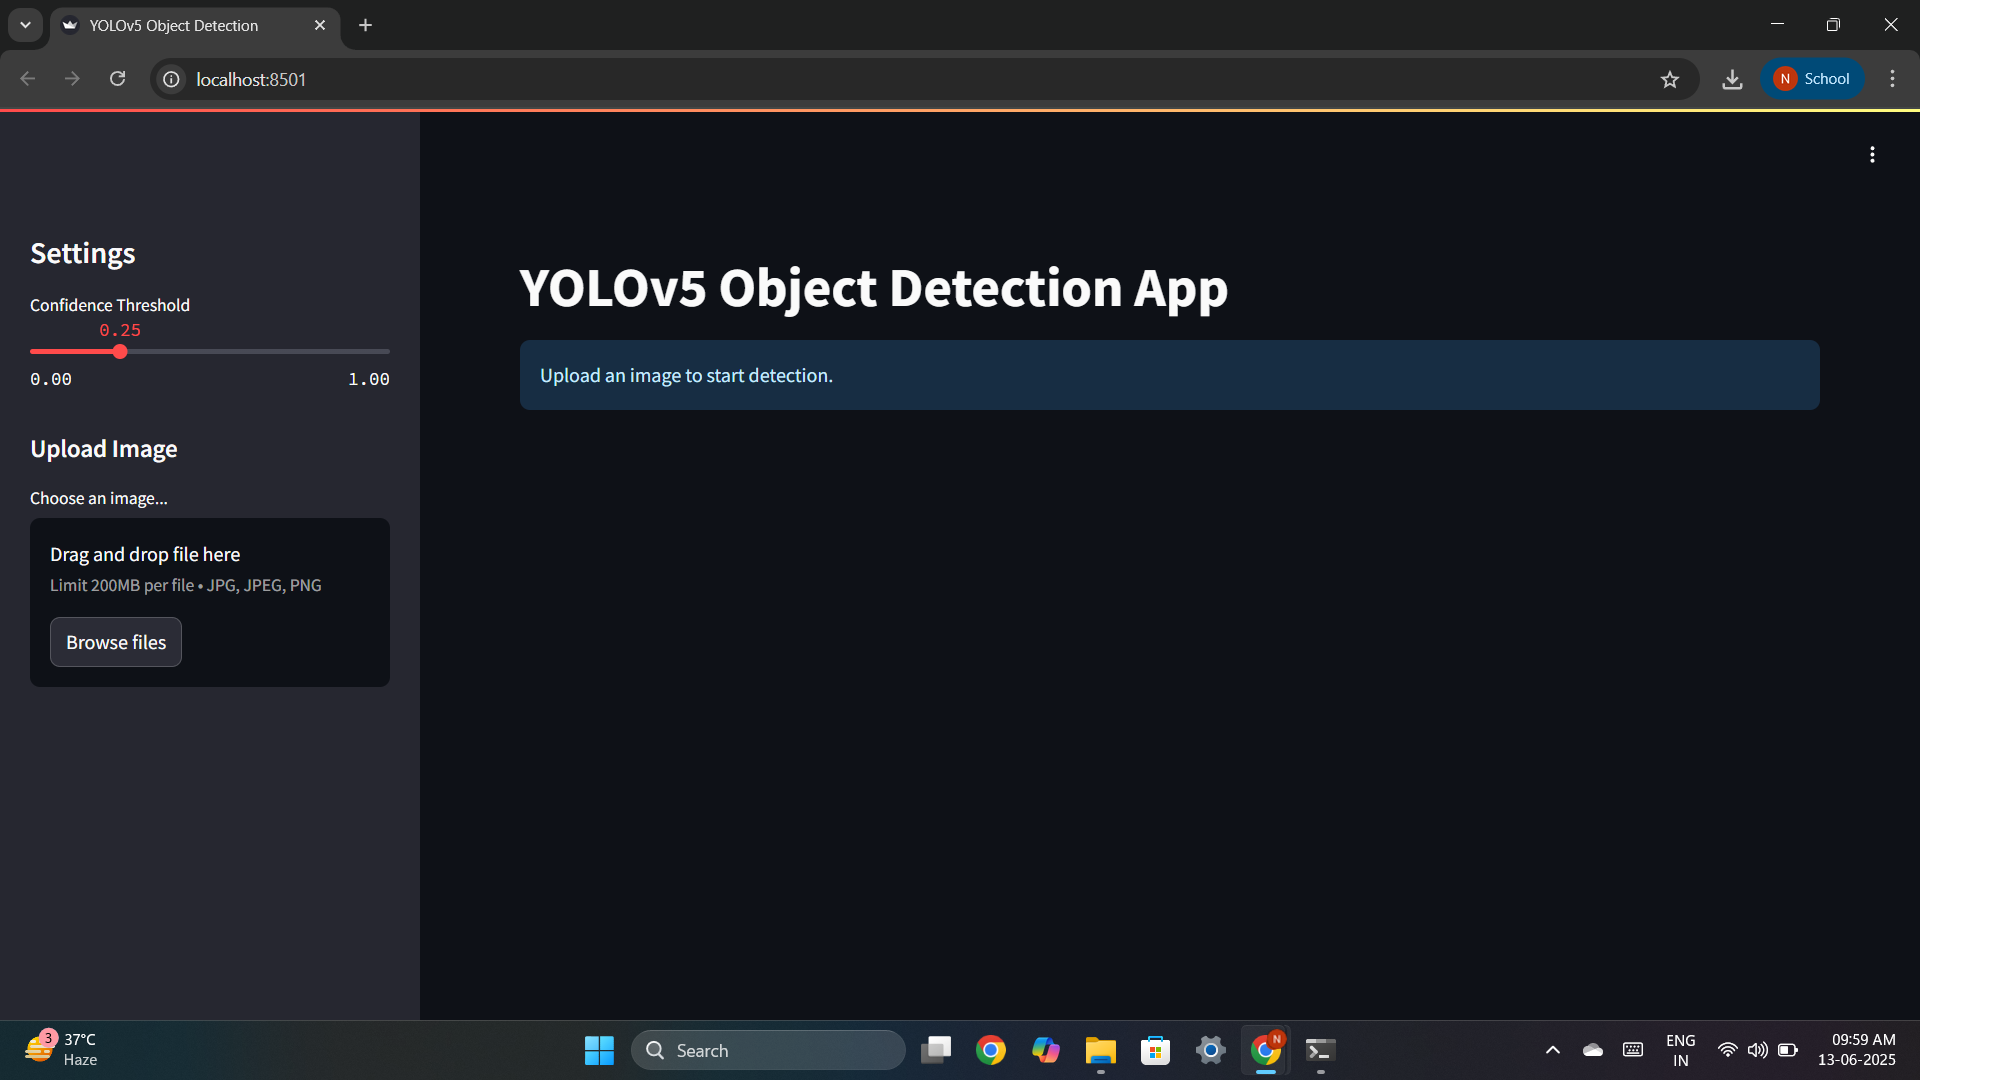 YOLOv5 Object Detection
localhost:8501
N School
Settings
Confidence Threshold
0.25
0.00 1.00
Upload Image
Choose an image...
Drag and drop file here
Limit 200MB per file • JPG, JPEG, PNG
Browse files
YOLOv5 Object Detection App
Upload an image to start detection.
3
37°C
Haze
Search
N
ENG
IN
09:59 AM
13-06-2025